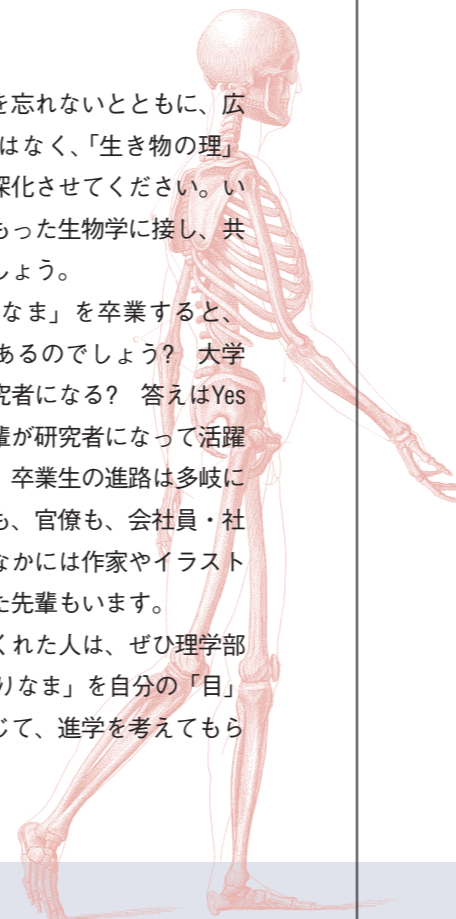 を忘れないとともに、広
はなく、「生き物の理」
深化させてください。い
もった生物学に接し、共
しょう。
なま」を卒業すると、
あるのでしょう?　大学
究者になる?　答えはYes
輩が研究者になって活躍
　卒業生の進路は多岐に
も、官僚も、会社員・社
なかには作家やイラスト
た先輩もいます。
くれた人は、ぜひ理学部
りなま」を自分の「目」
じて、進学を考えてもら